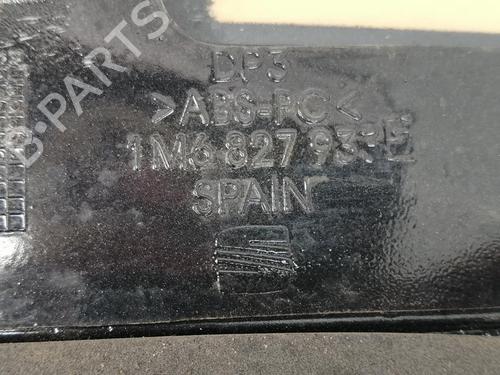 DP3
>ABS-PC<
1M6 827 933 E
SPAIN
B-PARTS